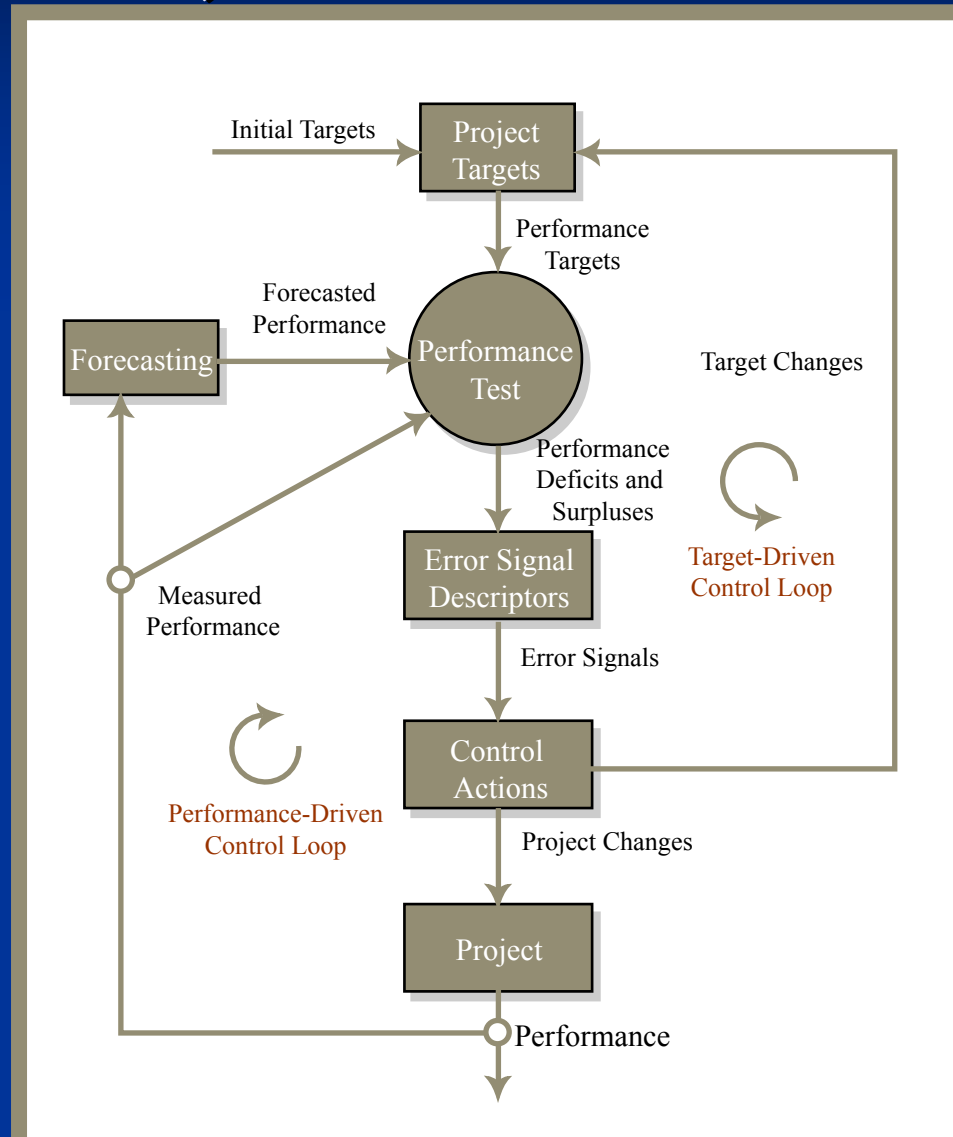 Initial Targets
Project
Targets
Performance
Targets
Forecasted
Performance
Forecasting
Performance
Test
Target Changes
Performance
Deficits and
Surpluses
Target-Driven
Control Loop
Error Signal
Descriptors
Measured
Performance
Error Signals
Control
Actions
Performance-Driven
Control Loop
Project Changes
Project
Performance